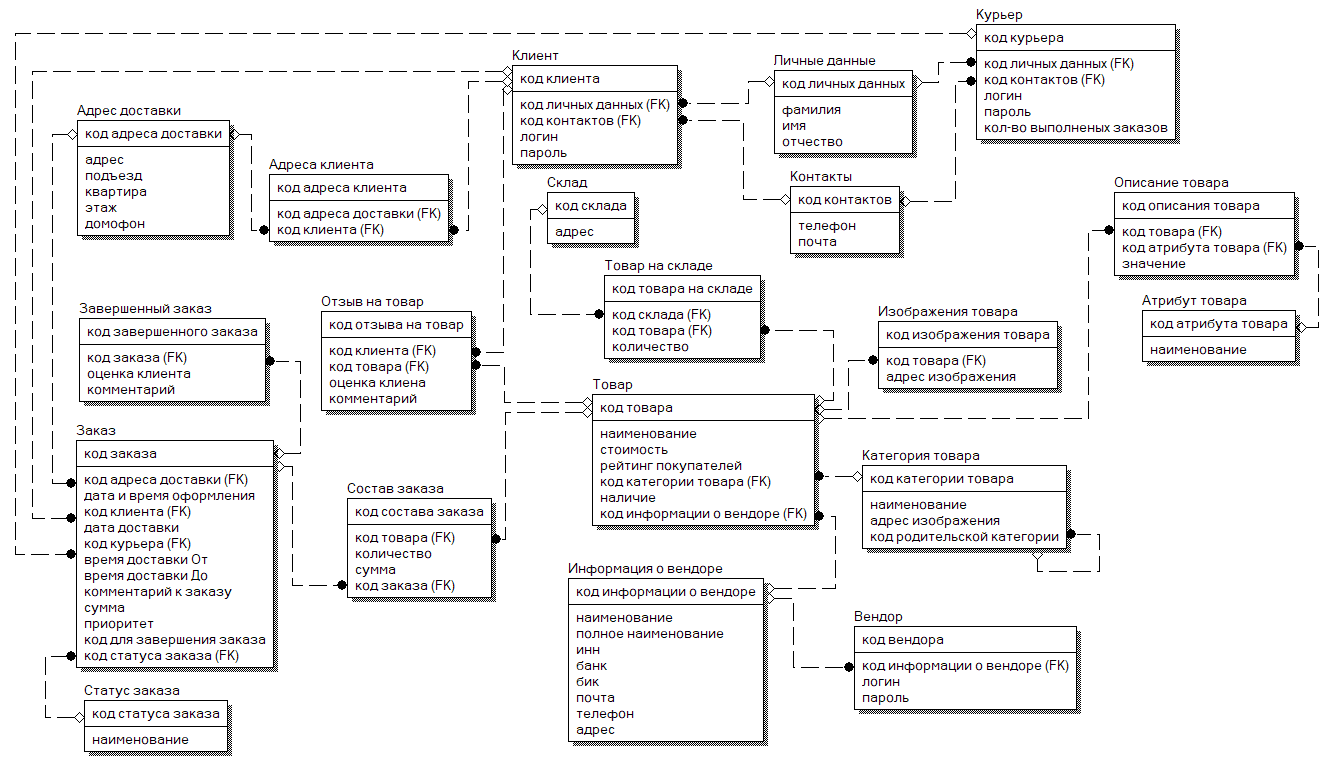 Курьер
код курьера
код личных данных (FK)
код контактов (FK)
логин
пароль
кол-во выполненых заказов
Клиент
код клиента
код личных данных (FK)
код контактов (FK)
логин
пароль
Личные данные
код личных данных
фамилия
имя
отчество
Адрес доставки
код адреса доставки
адрес
подъезд
квартира
этаж
домофон
Адреса клиента
код адреса клиента
код адреса доставки (FK)
код клиента (FK)
Склад
код склада
адрес
Контакты
код контактов
телефон
почта
Описание товара
код описания товара
код товара (FK)
код атрибута товара (FK)
значение
Товар на складе
код товара на складе
код склада (FK)
код товара (FK)
количество
Завершенный заказ
код завершенного заказа
код заказа (FK)
оценка клиента
комментарий
Отзыв на товар
код отзыва на товар
код клиента (FK)
код товара (FK)
оценка клиена
комментарий
Изображения товара
код изображения товара
код товара (FK)
адрес изображения
Атрибут товара
код атрибута товара
наименование
Товар
код товара
наименование
стоимость
рейтинг покупателей
код категории товара (FK)
наличие
код информации о вендоре (FK)
Заказ
код заказа
код адреса доставки (FK)
дата и время оформления
код клиента (FK)
дата доставки
код курьера (FK)
время доставки От
время доставки До
комментарий к заказу
сумма
приоритет
код для завершения заказа
код статуса заказа (FK)
Состав заказа
код состава заказа
код товара (FK)
количество
сумма
код заказа (FK)
Категория товара
код категории товара
наименование
адрес изображения
код родительской категории
Информация о вендоре
код информации о вендоре
наименование
полное наименование
инн
банк
бик
почта
телефон
адрес
Вендор
код вендора
код информации о вендоре (FK)
логин
пароль
Статус заказа
код статуса заказа
наименование